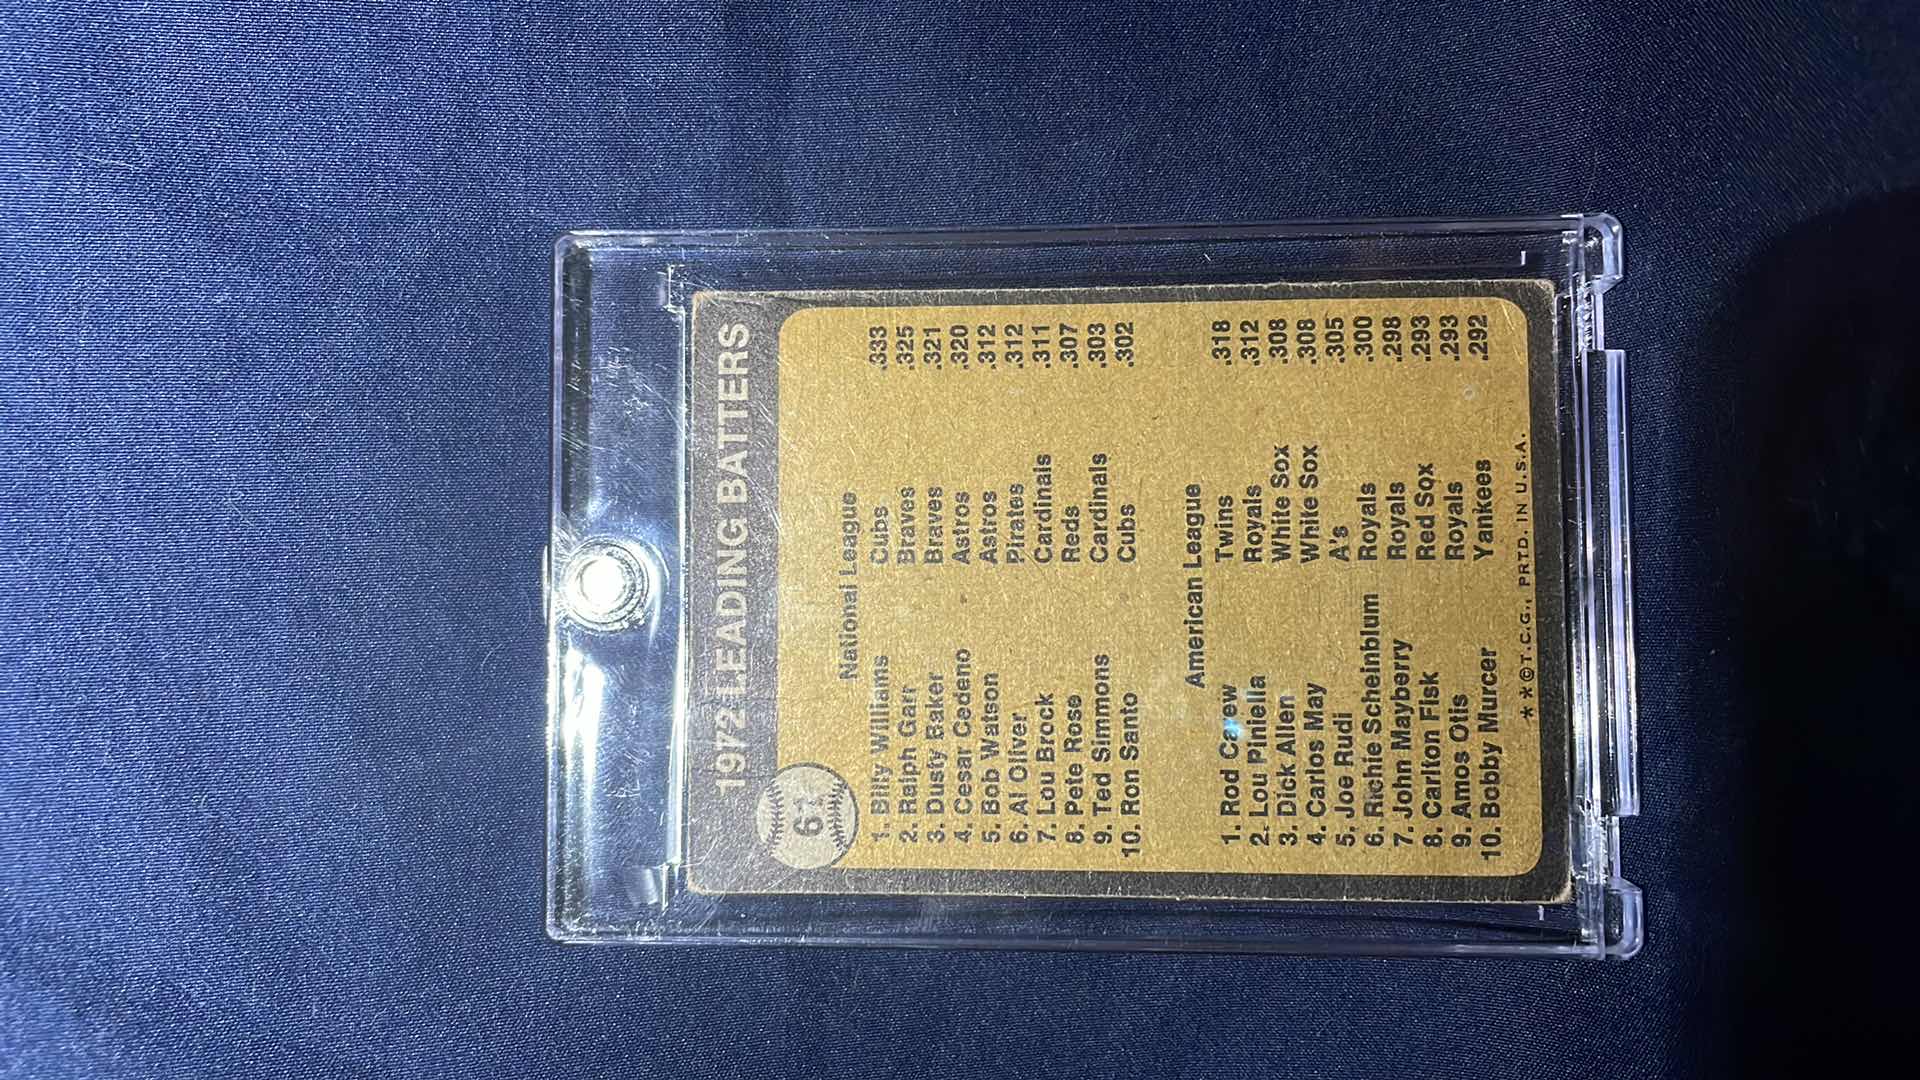 1972 LEADING BATTERS
61
National League
1. Billy Williams Cubs .333
2. Ralph Garr Braves .325
3. Dusty Baker Braves .321
4. Cesar Cedeno Astros .320
5. Bob Watson Astros .312
6. Al Oliver Pirates .312
7. Lou Brock Cardinals .311
8. Pete Rose Reds .307
9. Ted Simmons Cardinals .303
10. Ron Santo Cubs .302
American League
1. Rod Carew Twins .318
2. Lou Piniella Royals .312
3. Dick Allen White Sox .308
4. Carlos May White Sox .308
5. Joe Rudi A's .305
6. Richie Scheinblum Royals .300
7. John Mayberry Royals .298
8. Carlton Fisk Red Sox .293
9. Amos Otis Royals .293
10. Bobby Murcer Yankees .292
**©T.C.G., PRTD. IN U.S.A.